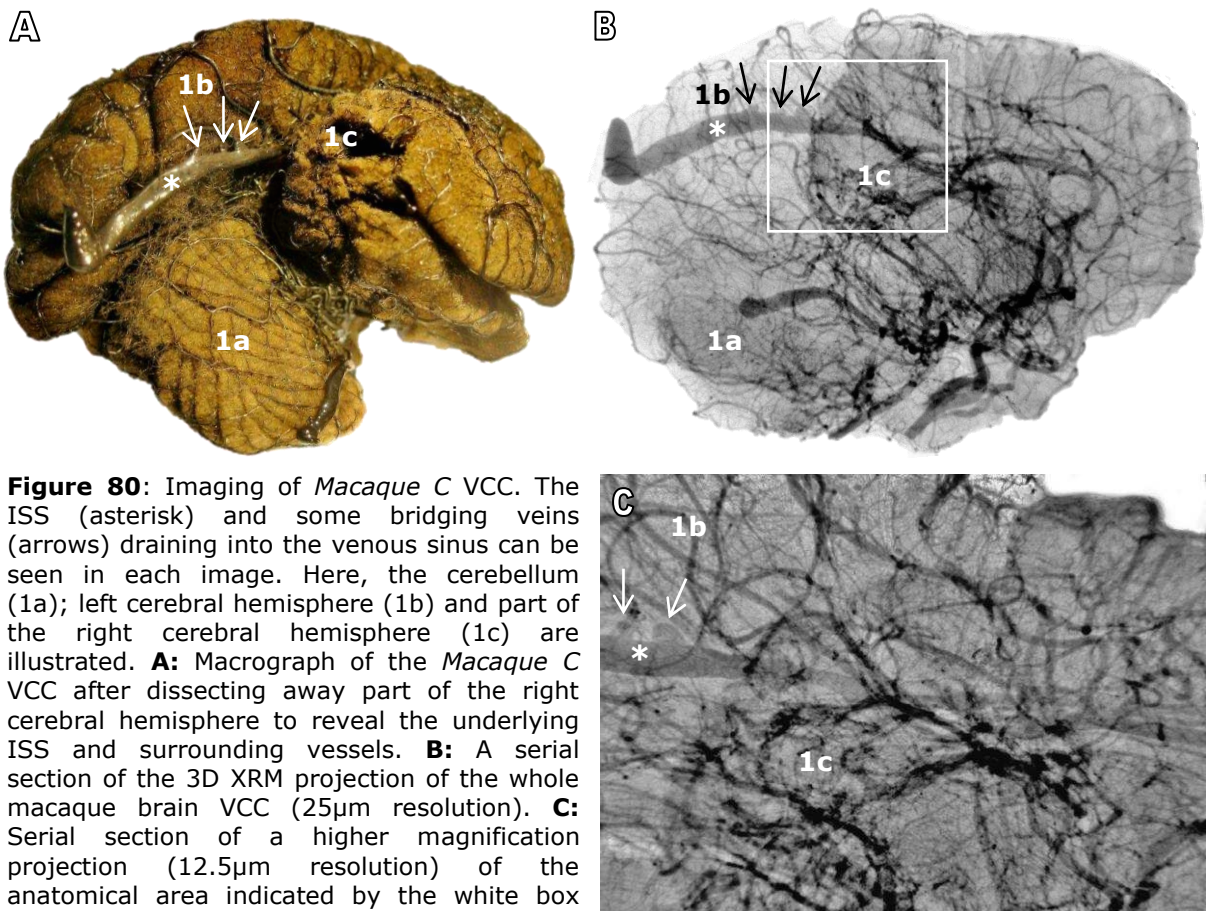 A
1b
*
1c
1a
B
1b
*
1c
1a
Figure 80: Imaging of Macaque C VCC. The
ISS (asterisk) and some bridging veins
(arrows) draining into the venous sinus can be
seen in each image. Here, the cerebellum
(1a); left cerebral hemisphere (1b) and part of
the right cerebral hemisphere (1c) are
illustrated. A: Macrograph of the Macaque C
VCC after dissecting away part of the right
cerebral hemisphere to reveal the underlying
ISS and surrounding vessels. B: A serial
section of the 3D XRM projection of the whole
macaque brain VCC (25µm resolution). C:
Serial section of a higher magnification
projection (12.5µm resolution) of the
anatomical area indicated by the white box
C
1b
*
1c